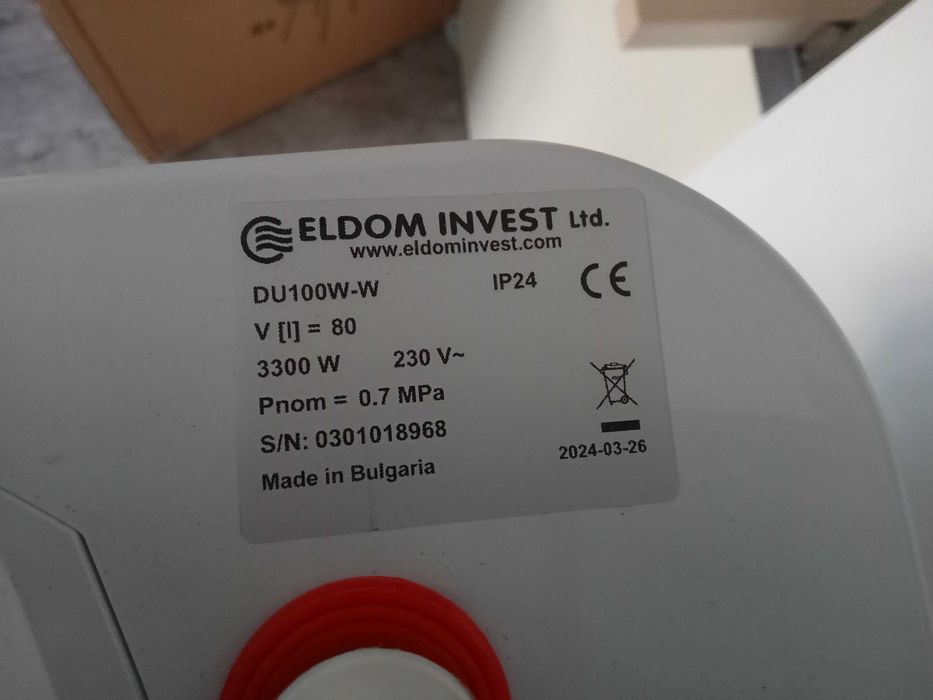 ELDOM INVEST Ltd.
www.eldominvest.com
DU100W-W IP24 CE
V [l] = 80
3300 W 230 V~
Pnom = 0.7 MPa
S/N: 0301018968
2024-03-26
Made in Bulgaria